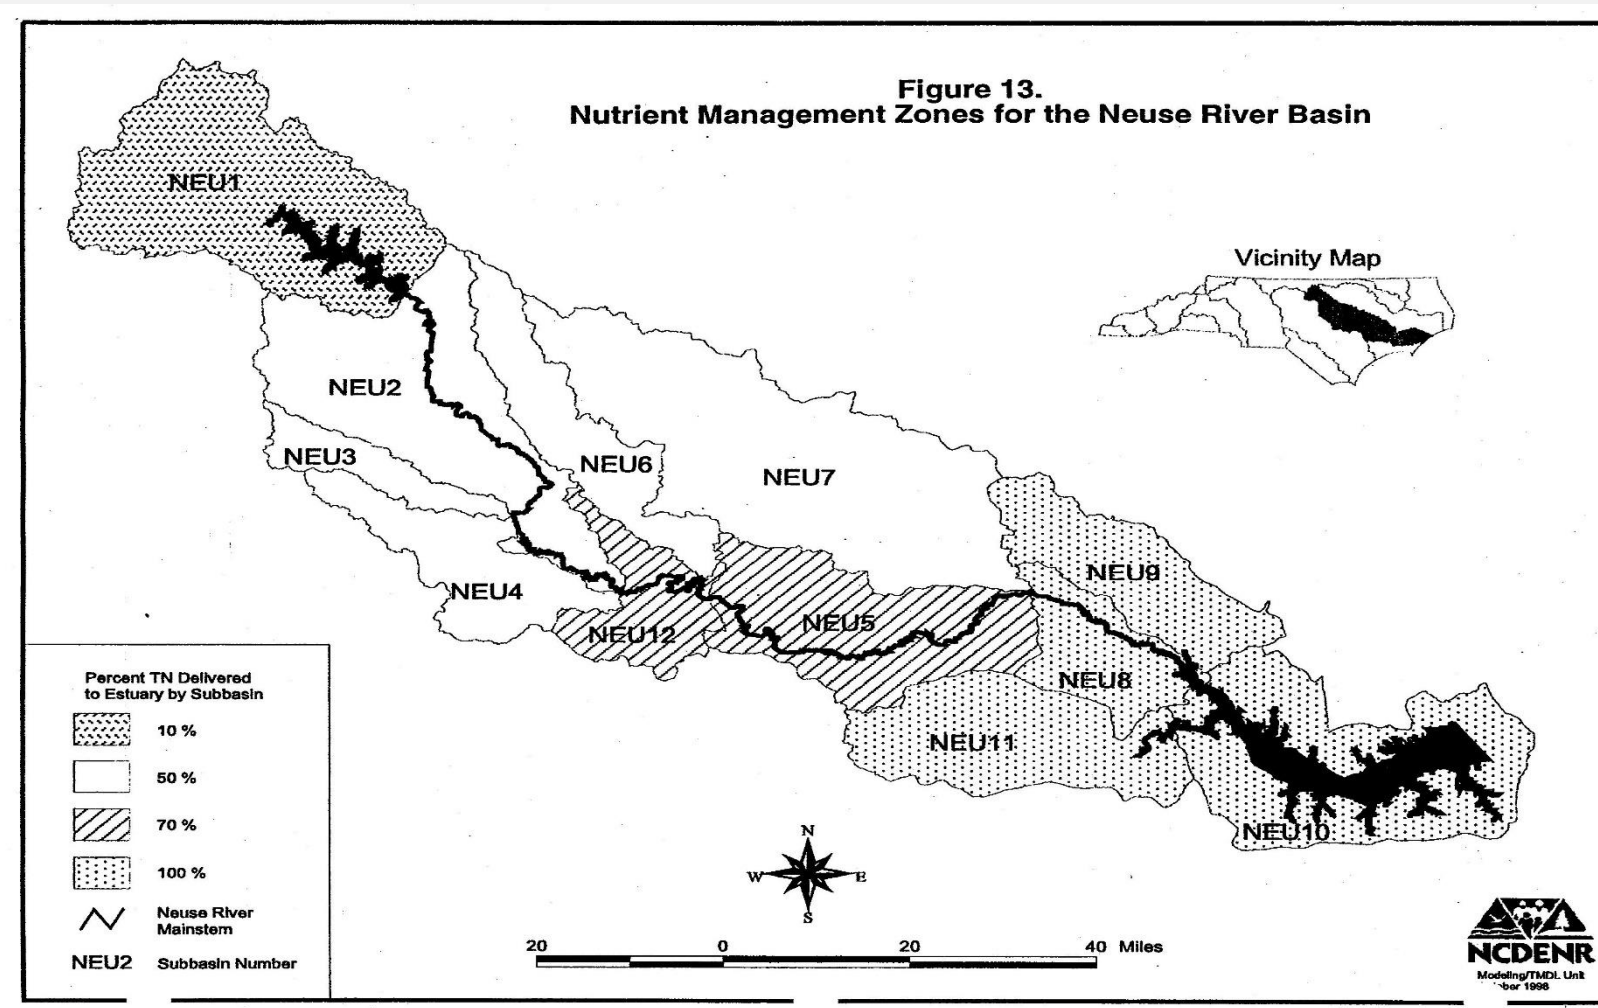 Figure 13.
Nutrient Management Zones for the Neuse River Basin
NEU1
Vicinity Map
NEU2
NEU3
NEU6
NEU7
NEU4
NEU9
NEU12
NEU5
NEU8
NEU11
NEU10
Percent TN Delivered
to Estuary by Subbasin
10 %
50 %
70 %
100 %
Neuse River
Mainstem
NEU2 Subbasin Number
N
W E
S
20 0 20 40 Miles
NCDENR
Modeling/TMDL Unit
1998